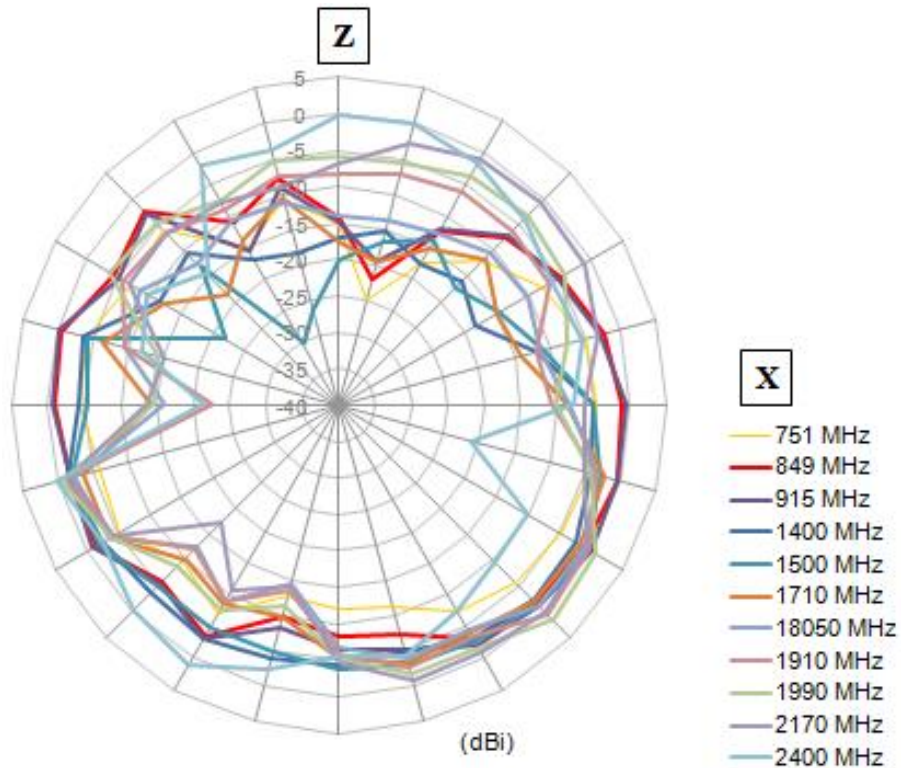 Z
5
0
-5
-10
-15
-20
-25
-30
-35
-40
X
751 MHz
849 MHz
915 MHz
1400 MHz
1500 MHz
1710 MHz
18050 MHz
1910 MHz
1990 MHz
2170 MHz
2400 MHz
(dBi)